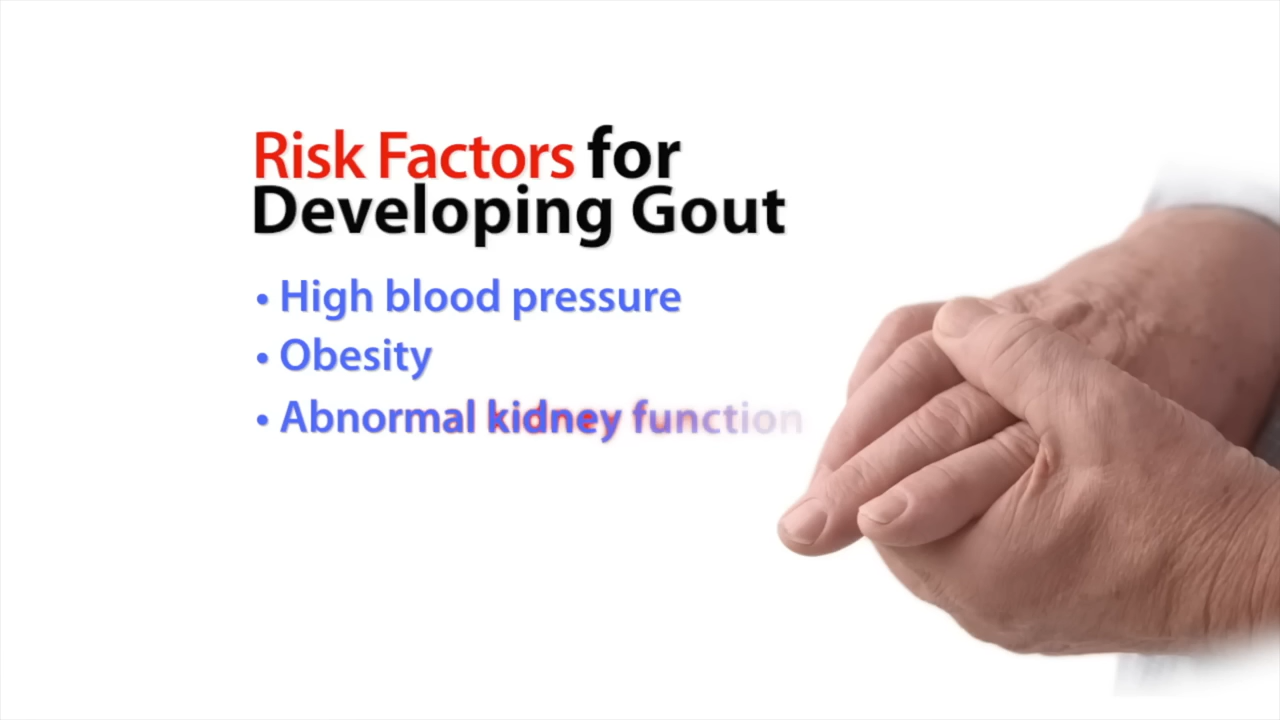 Risk Factors for
Developing Gout
• High blood pressure
• Obesity
• Abnormal kidney function